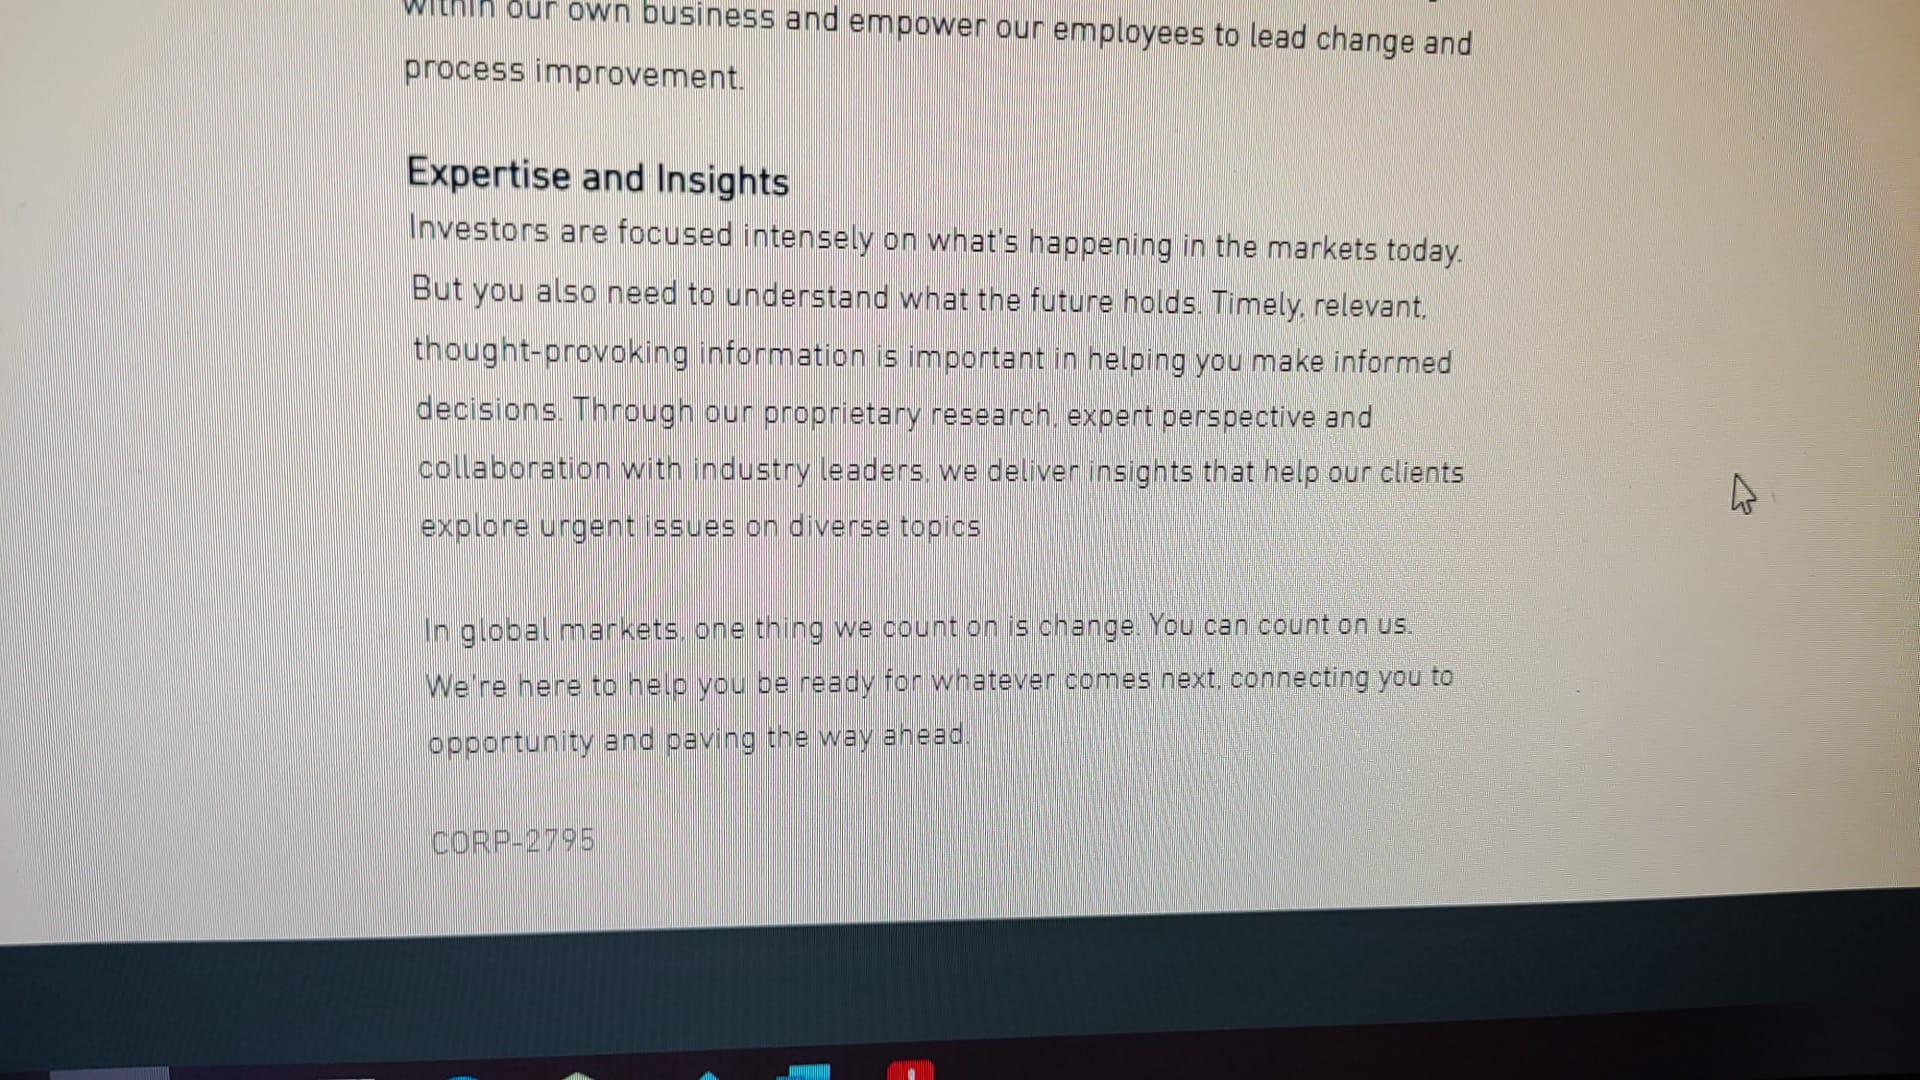 within our own business and empower our employees to lead change and
process improvement.
Expertise and Insights
Investors are focused intensely on what's happening in the markets today.
But you also need to understand what the future holds. Timely, relevant,
thought-provoking information is important in helping you make informed
decisions. Through our proprietary research, expert perspective and
collaboration with industry leaders, we deliver insights that help our clients
explore urgent issues on diverse topics
In global markets, one thing we count on is change. You can count on us.
We're here to help you be ready for whatever comes next, connecting you to
opportunity and paving the way ahead.
CORP-2795